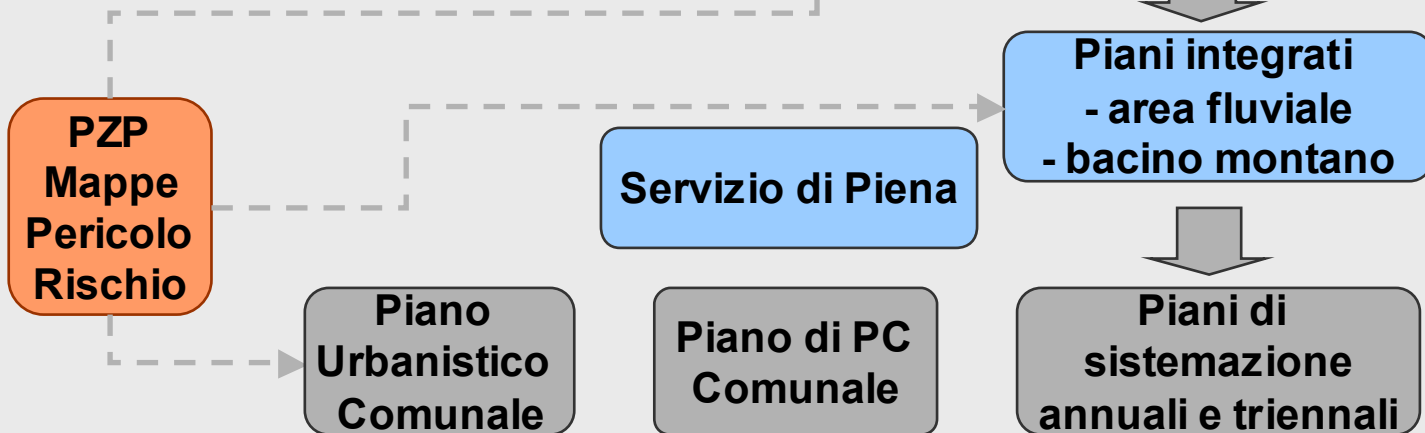 Piani integrati
- area fluviale
- bacino montano
PZP
Mappe
Pericolo
Rischio
Servizio di Piena
Piano
Urbanistico
Comunale
Piano di PC
Comunale
Piani di
sistemazione
annuali e triennali